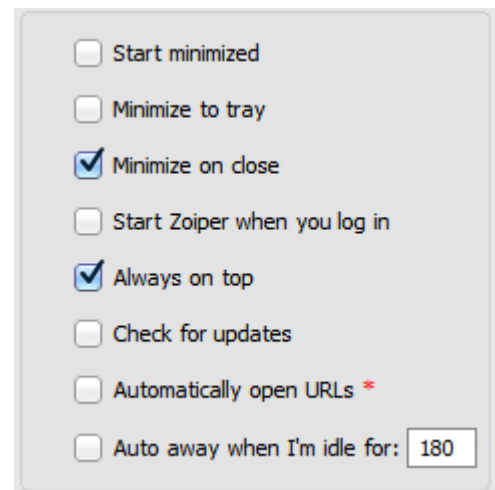 Start minimized
Minimize to tray
Minimize on close
Start Zoiper when you log in
Always on top
Check for updates
Automatically open URLs *
Auto away when I'm idle for: 180